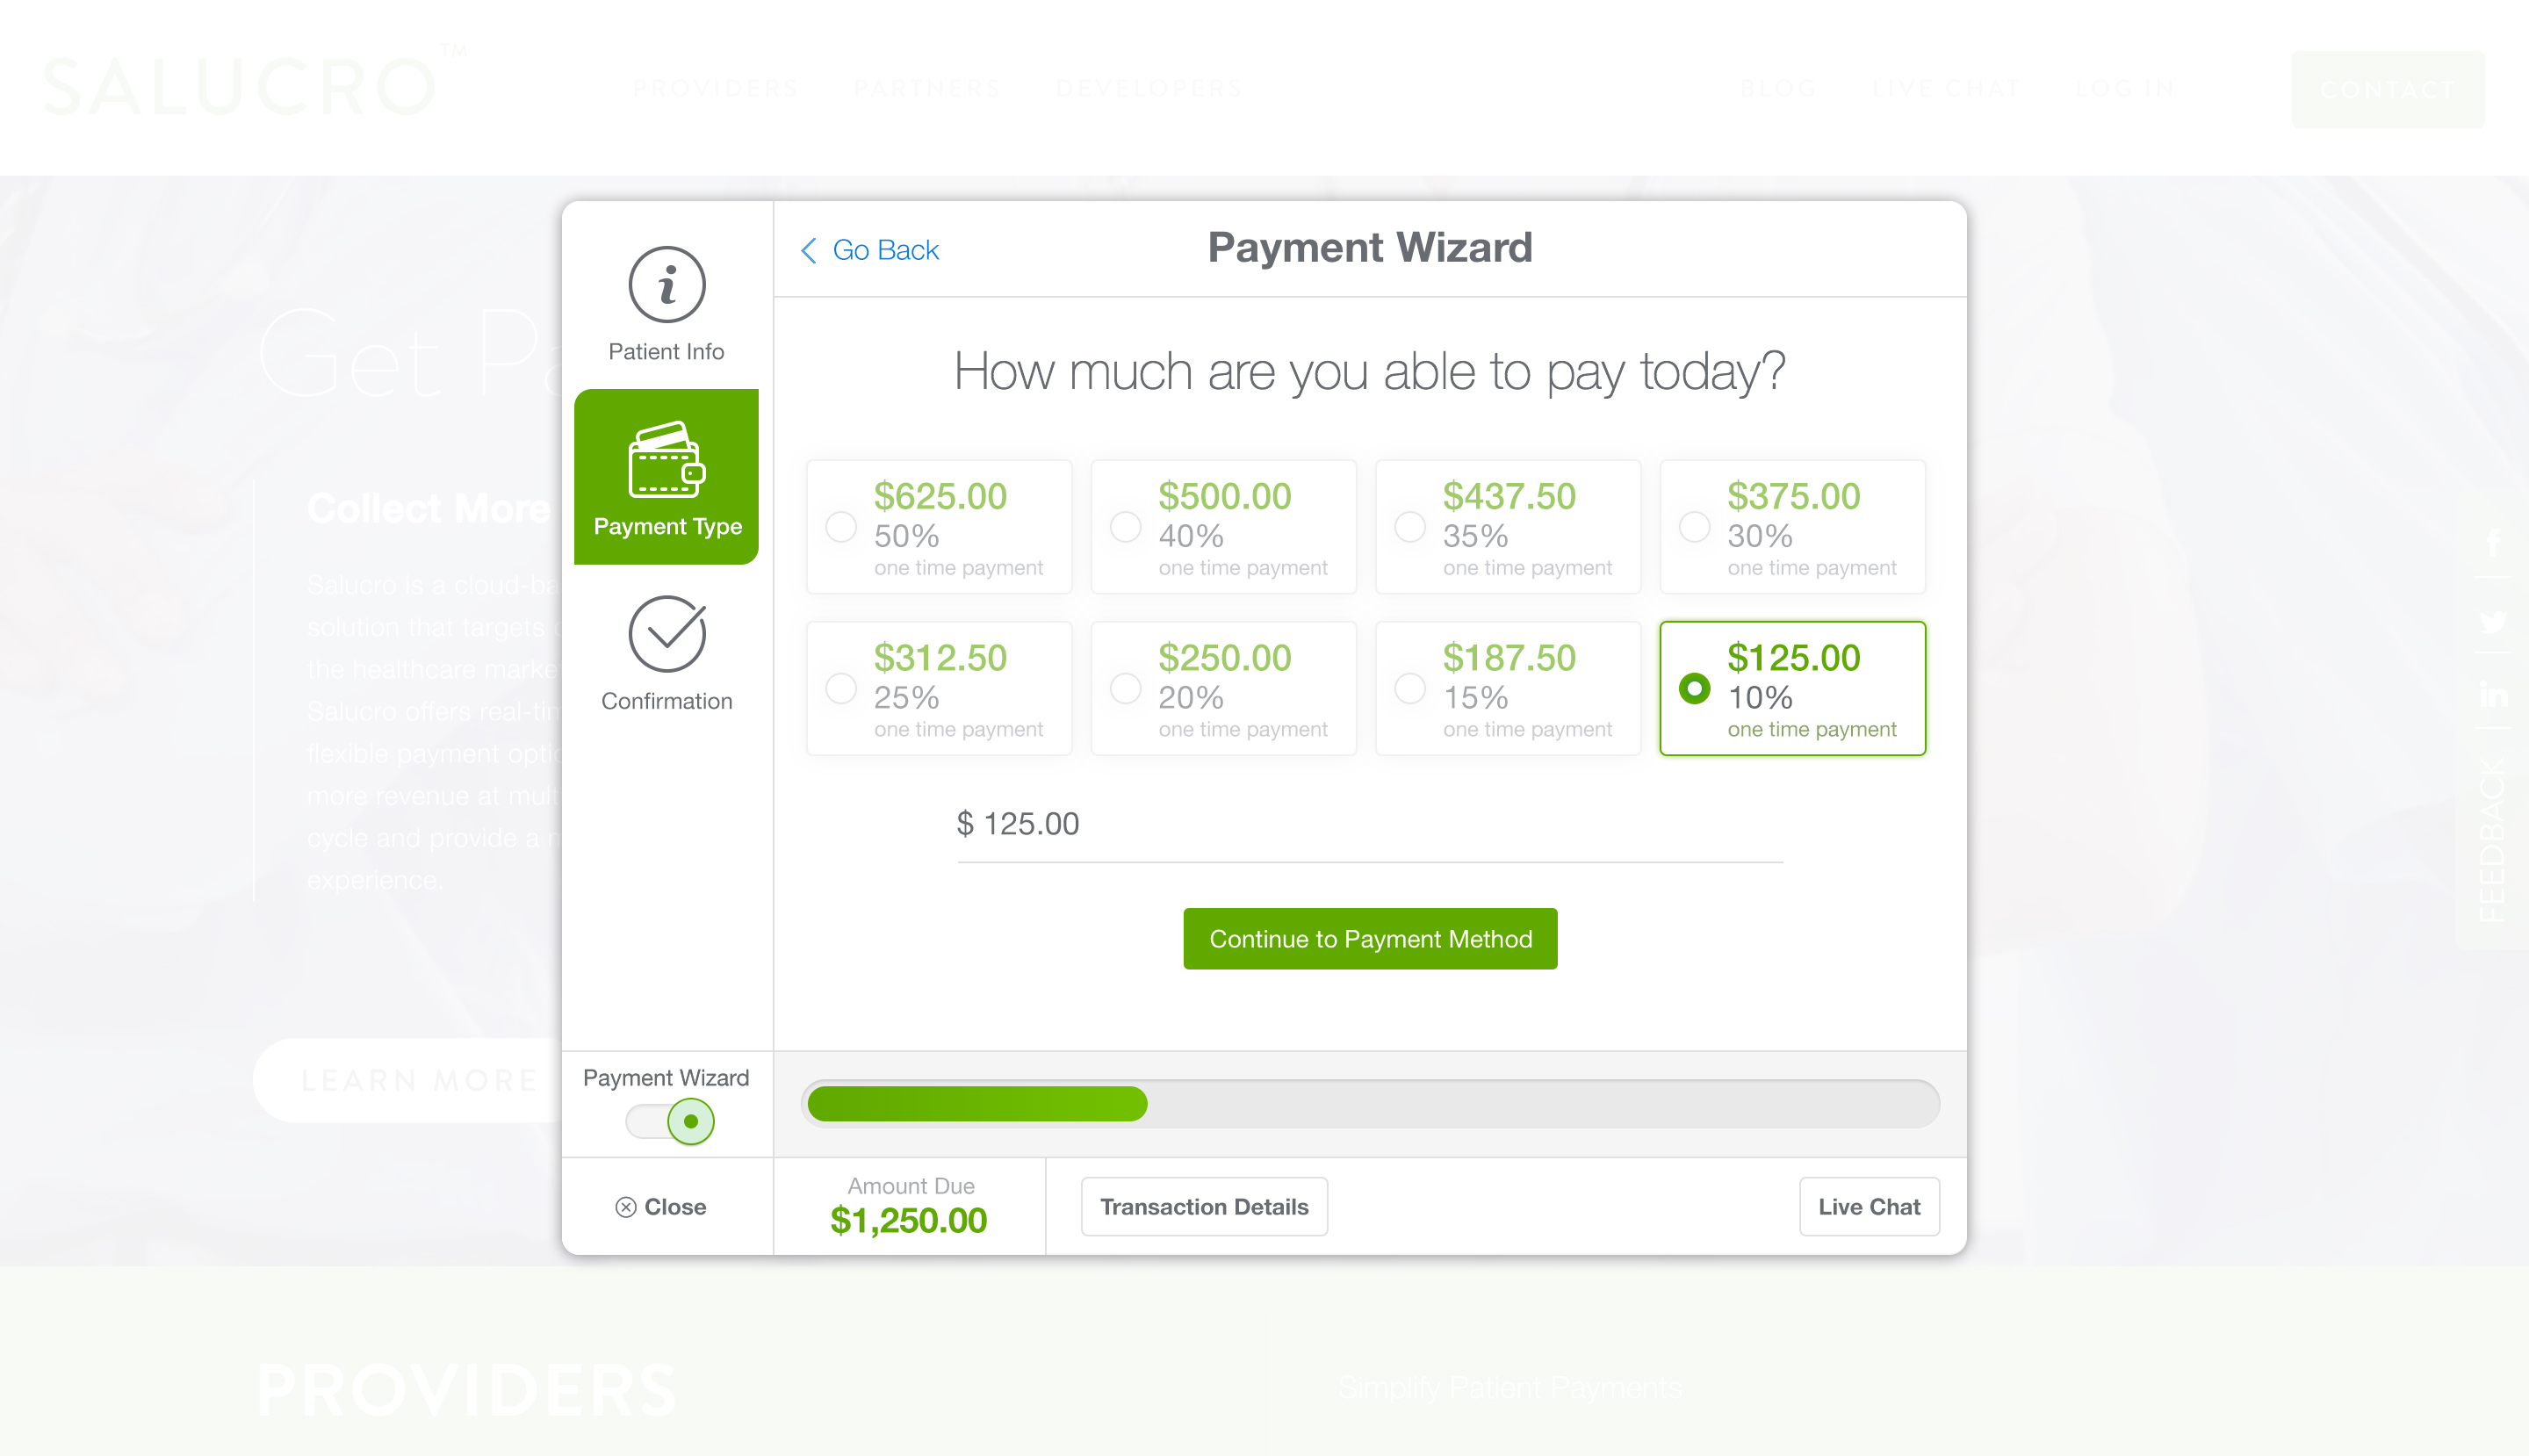 SALUCRO™
PROVIDERS PARTNERS DEVELOPERS
BLOG LIVE CHAT LOG IN
CONTACT
Get Pa
Collect More
Salucro is a cloud-ba
solution that targets
the healthcare marke
Salucro offers real-tim
flexible payment optio
more revenue at mult
cycle and provide a
experience.
LEARN MORE
Patient Info
Payment Type
Confirmation
Go Back
Payment Wizard
How much are you able to pay today?
$625.00
50%
one time payment
$500.00
40%
one time payment
$437.50
35%
one time payment
$375.00
30%
one time payment
$312.50
25%
one time payment
$250.00
20%
one time payment
$187.50
15%
one time payment
$125.00
10%
one time payment
$ 125.00
Continue to Payment Method
Payment Wizard
Close
Amount Due
$1,250.00
Transaction Details
Live Chat
FEEDBACK
PROVIDERS
Simplify Patient Payments